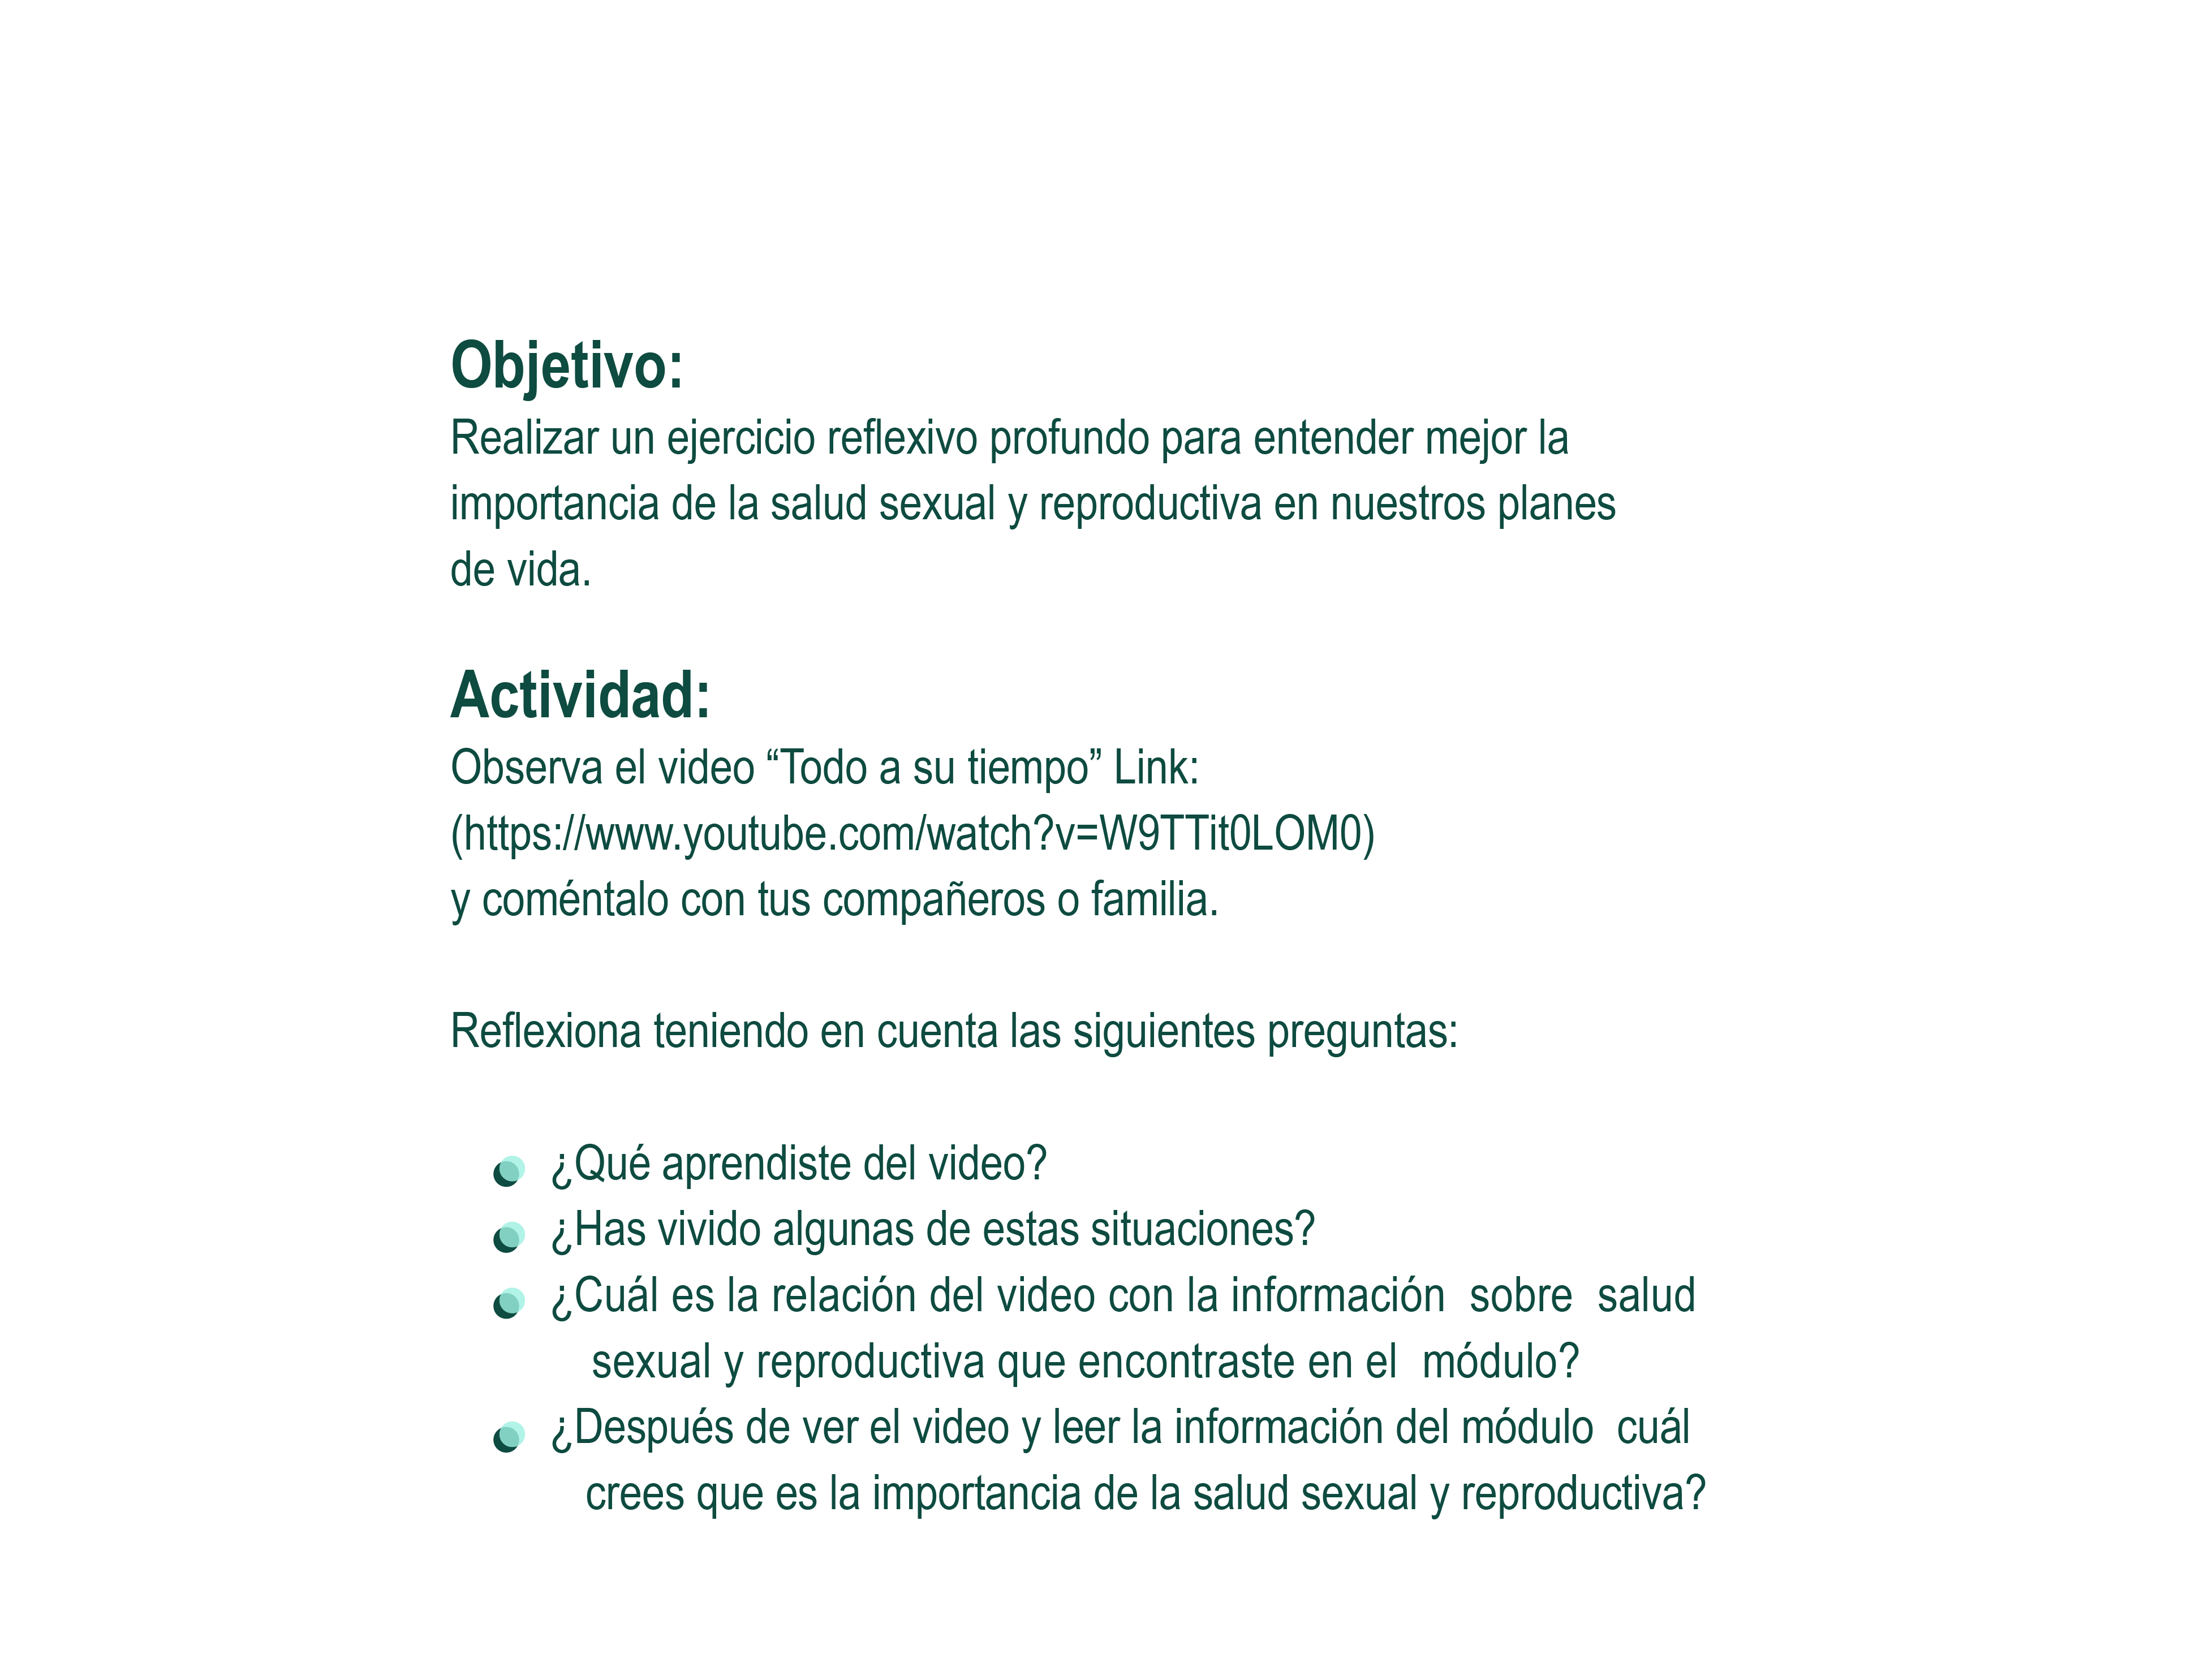 Objetivo:
Realizar un ejercicio reflexivo profundo para entender mejor la
importancia de la salud sexual y reproductiva en nuestros planes
de vida.
Actividad:
Observa el video “Todo a su tiempo” Link:
(https://www.youtube.com/watch?v=W9TTit0LOM0)
y coméntalo con tus compañeros o familia.
Reflexiona teniendo en cuenta las siguientes preguntas:
¿Qué aprendiste del video?
¿Has vivido algunas de estas situaciones?
¿Cuál es la relación del video con la información sobre salud
sexual y reproductiva que encontraste en el módulo?
¿Después de ver el video y leer la información del módulo cuál
crees que es la importancia de la salud sexual y reproductiva?